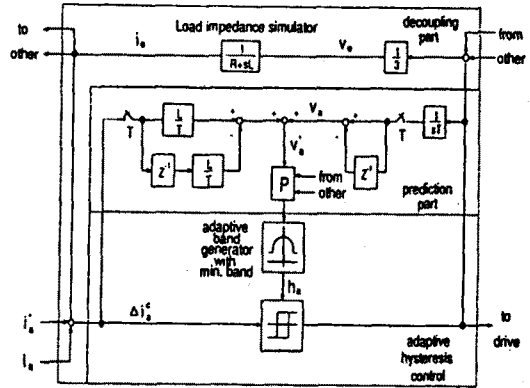 to
other
Load impedance simulator
i_e
1
R+sL
v_e
1
3
decoupling
part
from
other
T
L
T
z⁻¹
L
T
+
-
+
+
v_a
+
-
T
1
sT
v_a'
z⁻¹
P
from
other
prediction
part
adaptive
band
generator
with
min. band
h_a
i_a*
Δi_a^c
i_a
to
drive
adaptive
hysteresis
control